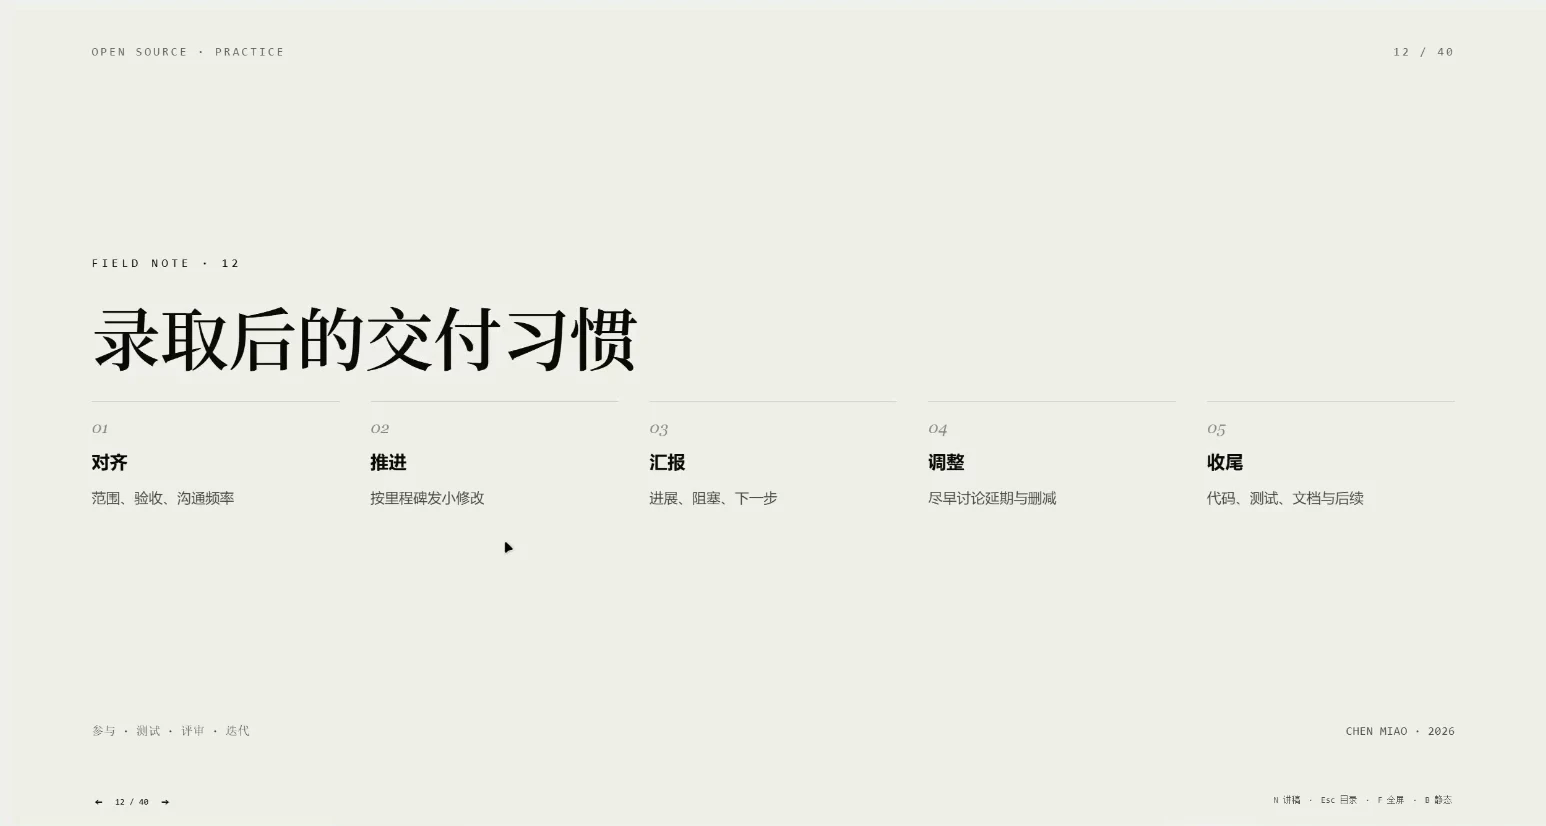 OPEN SOURCE · PRACTICE
12 / 40
FIELD NOTE · 12
录取后的交付习惯
01
对齐
范围、验收、沟通频率
02
推进
按里程碑发小修改
03
汇报
进展、阻塞、下一步
04
调整
尽早讨论延期与删减
05
收尾
代码、测试、文档与后续
参与 · 测试 · 评审 · 迭代
CHEN MIAO · 2026
← 12 / 40 →
N 讲稿 · Esc 目录 · F 全屏 · B 静态